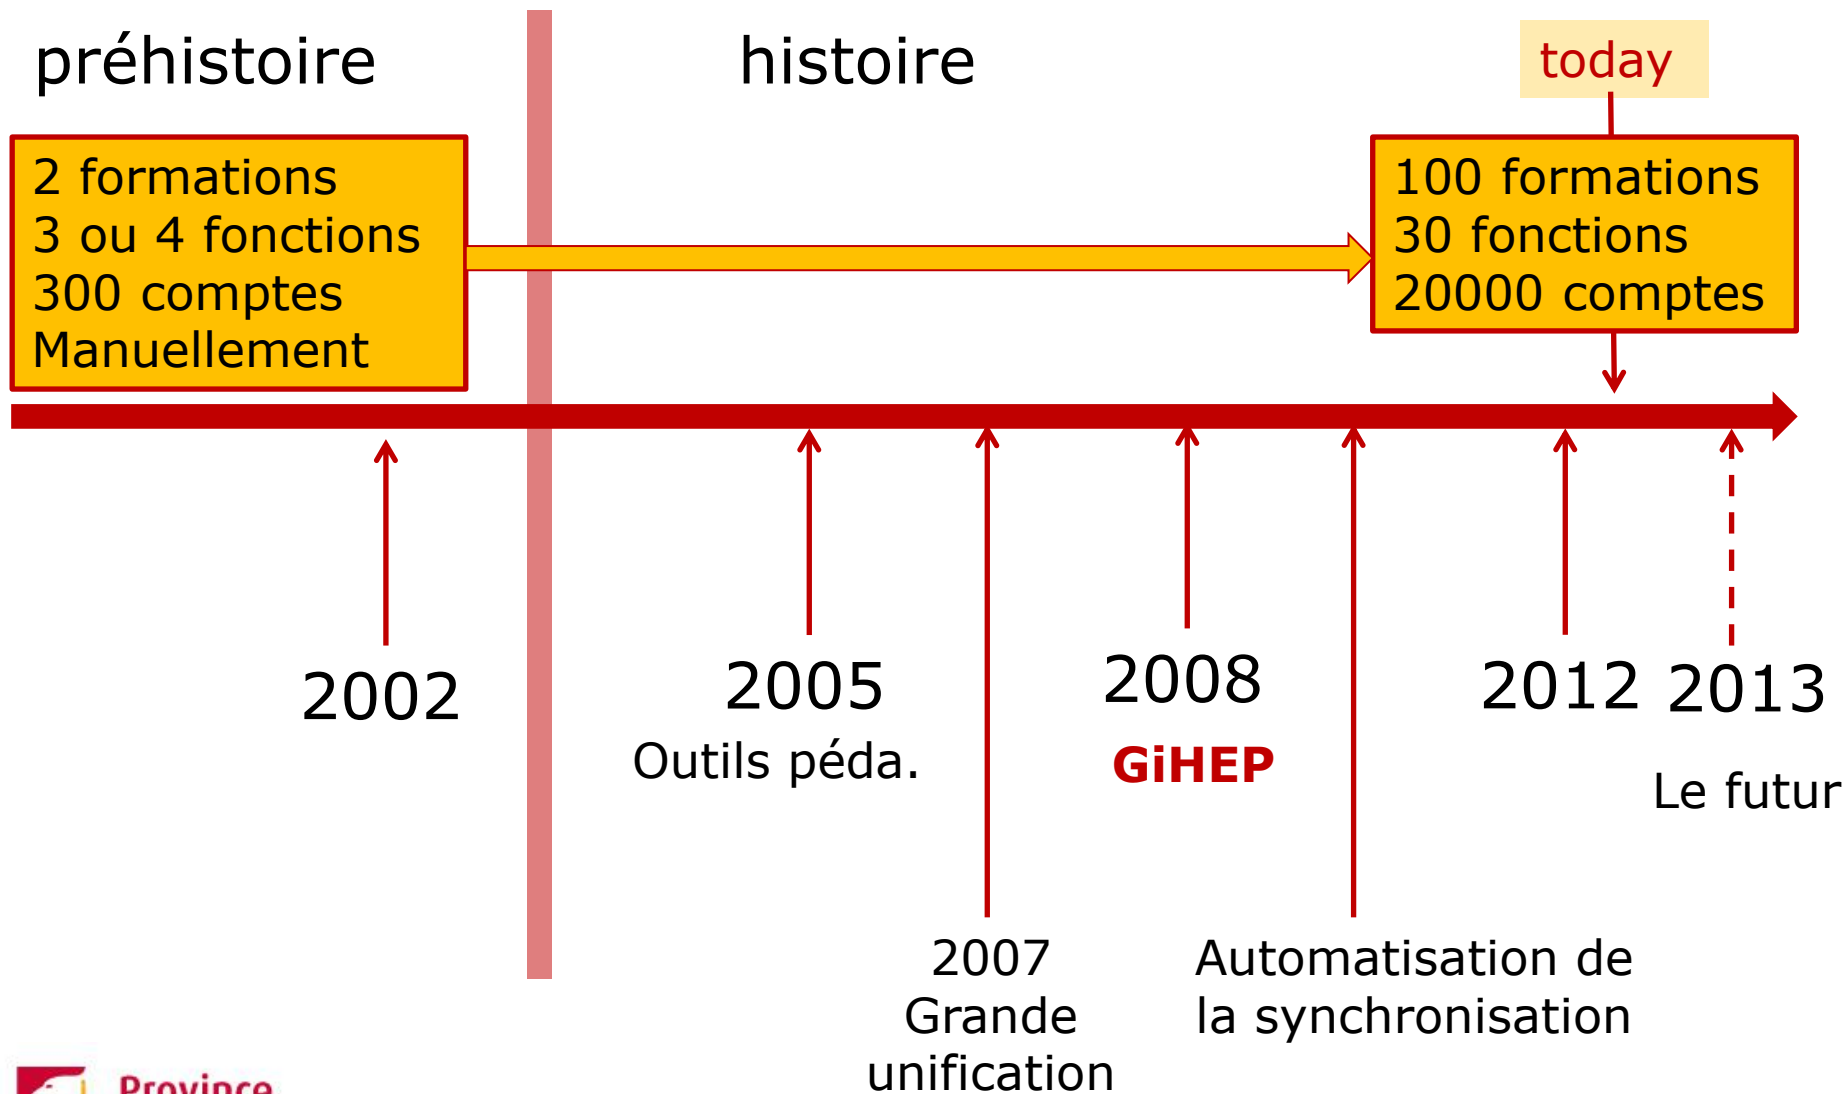 préhistoire
histoire
today
2 formations
3 ou 4 fonctions
300 comptes
Manuellement
100 formations
30 fonctions
20000 comptes
2002
2005
Outils péda.
2008
GiHEP
2012
2013
Le futur
2007
Grande
unification
Automatisation de
la synchronisation
Province